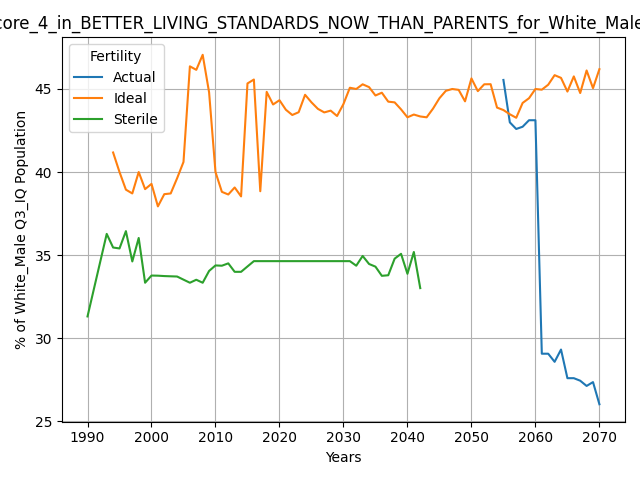 core_4_in_BETTER_LIVING_STANDARDS_NOW_THAN_PARENTS_for_White_Male
Fertility
Actual
Ideal
Sterile
% of White_Male Q3_IQ Population
45
40
35
30
25
1990 2000 2010 2020 2030 2040 2050 2060 2070
Years